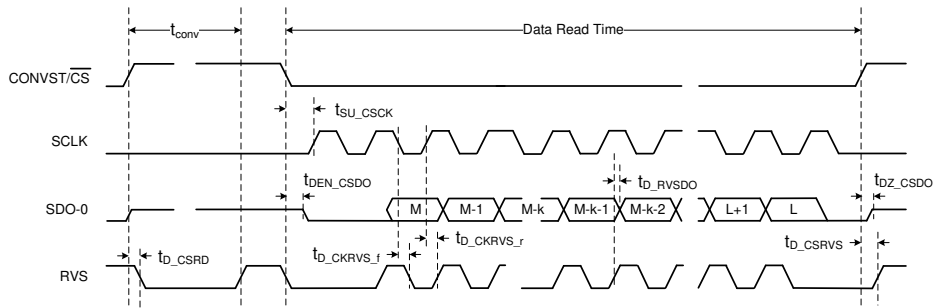 t_conv
Data Read Time
CONVST/C̅S̅
t_SU_CSCK
SCLK
t_DEN_CSDO
t_D_RVSDO
t_DZ_CSDO
SDO-0
M
M-1
M-k
M-k-1
M-k-2
L+1
L
t_D_CSRD
t_D_CKRVS_f
t_D_CKRVS_r
t_D_CSRVS
RVS